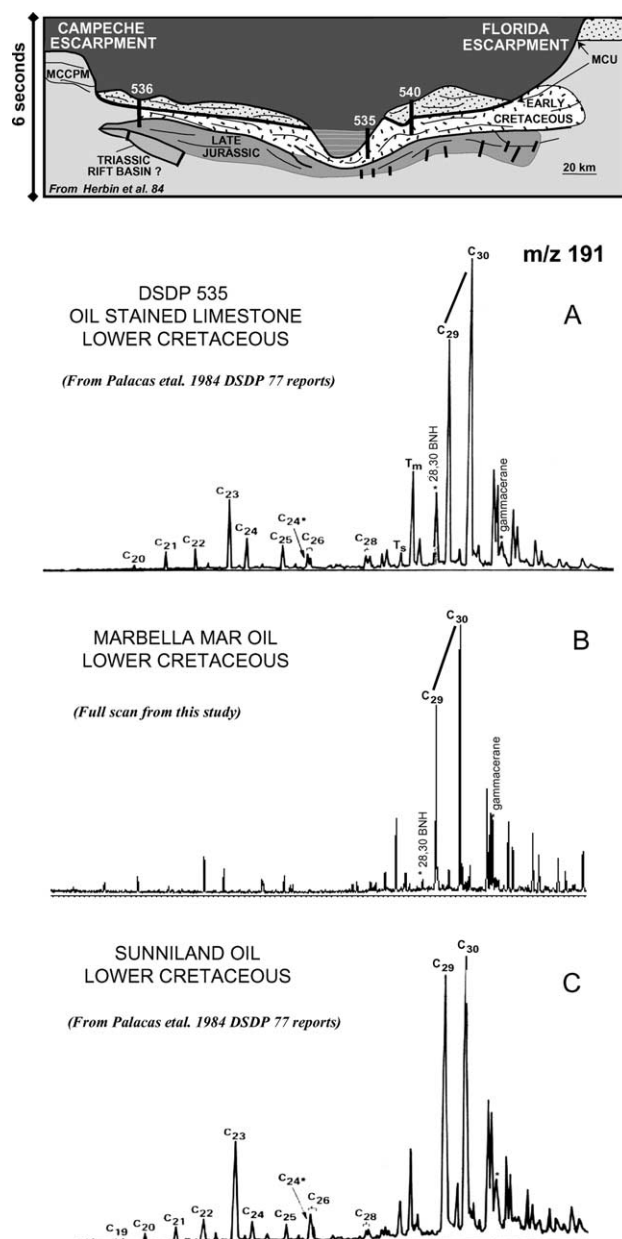 CAMPECHE
ESCARPMENT
FLORIDA
ESCARPMENT
6 seconds
MCCPM
536
540
535
MCU
EARLY
CRETACEOUS
LATE
JURASSIC
TRIASSIC
RIFT BASIN ?
From Herbin et al. 84
20 km
m/z 191
DSDP 535
OIL STAINED LIMESTONE
LOWER CRETACEOUS
(From Palacas etal. 1984 DSDP 77 reports)
A
C30
C29
* 28,30 BNH
* gammacerane
Tm
Ts
C20
C21
C22
C23
C24
C25
C24*
C26
C28
MARBELLA MAR OIL
LOWER CRETACEOUS
(Full scan from this study)
B
C30
C29
* 28,30 BNH
gammacerane
SUNNILAND OIL
LOWER CRETACEOUS
(From Palacas etal. 1984 DSDP 77 reports)
C
C29
C30
*
C19
C20
C21
C22
C23
C24
C25
C24*
C26
C28